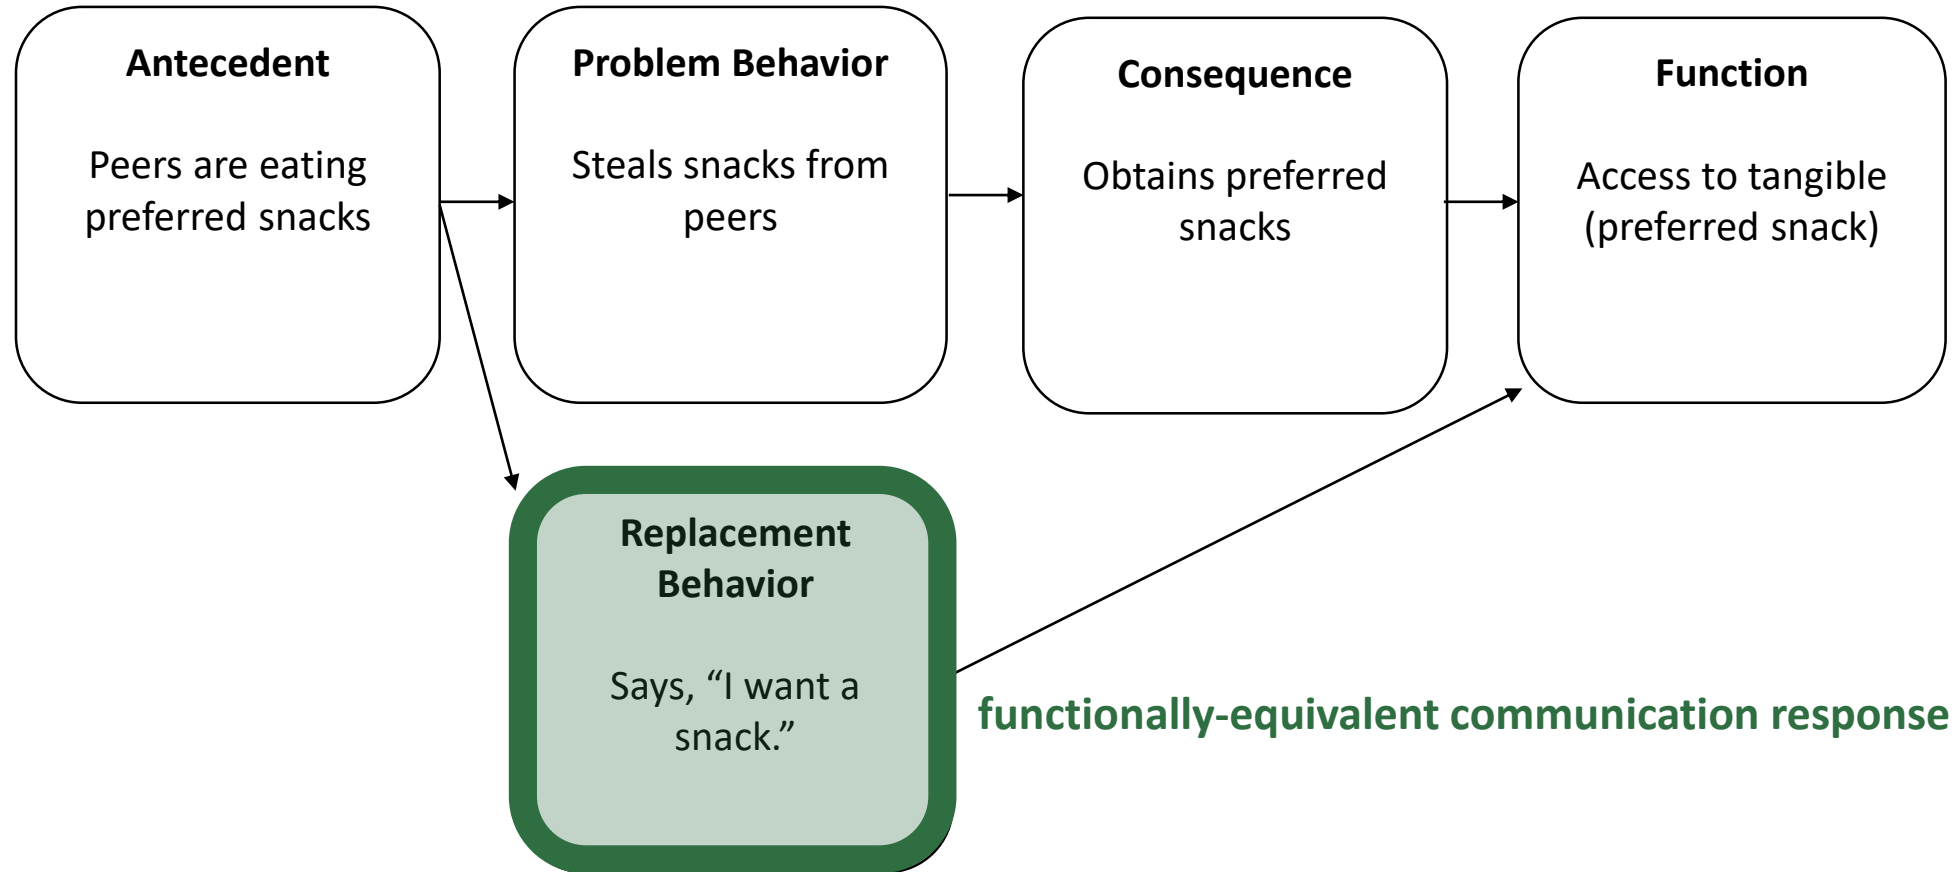 Antecedent
Peers are eating
preferred snacks
Problem Behavior
Steals snacks from
peers
Consequence
Obtains preferred
snacks
Function
Access to tangible
(preferred snack)
Replacement
Behavior
Says, “I want a
snack.”
functionally-equivalent communication response